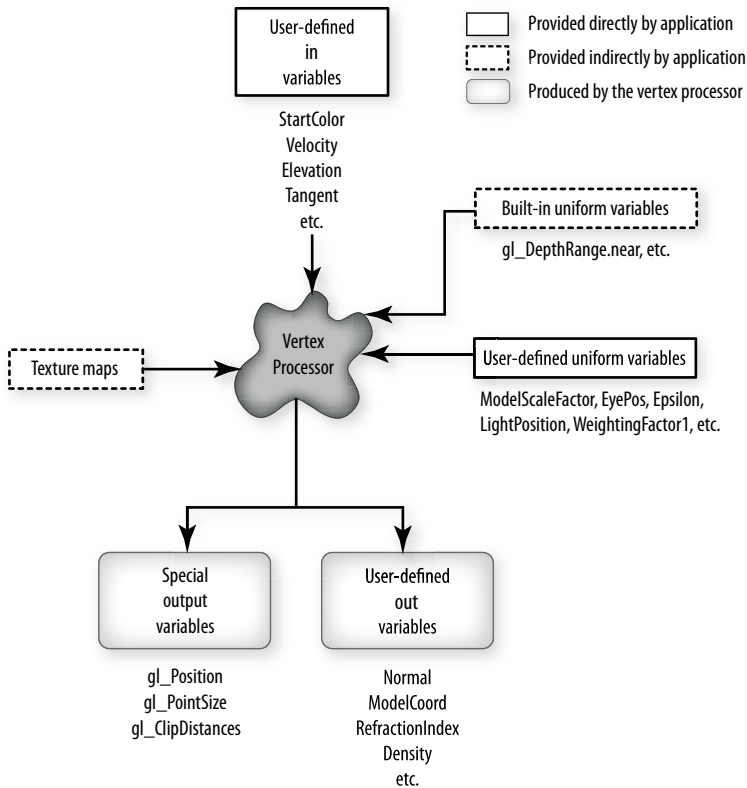 User-defined
in
variables
StartColor
Velocity
Elevation
Tangent
etc.
Provided directly by application
Provided indirectly by application
Produced by the vertex processor
Built-in uniform variables
gl_DepthRange.near, etc.
Vertex
Processor
Texture maps
User-defined uniform variables
ModelScaleFactor, EyePos, Epsilon,
LightPosition, WeightingFactor1, etc.
Special
output
variables
gl_Position
gl_PointSize
gl_ClipDistances
User-defined
out
variables
Normal
ModelCoord
RefractionIndex
Density
etc.